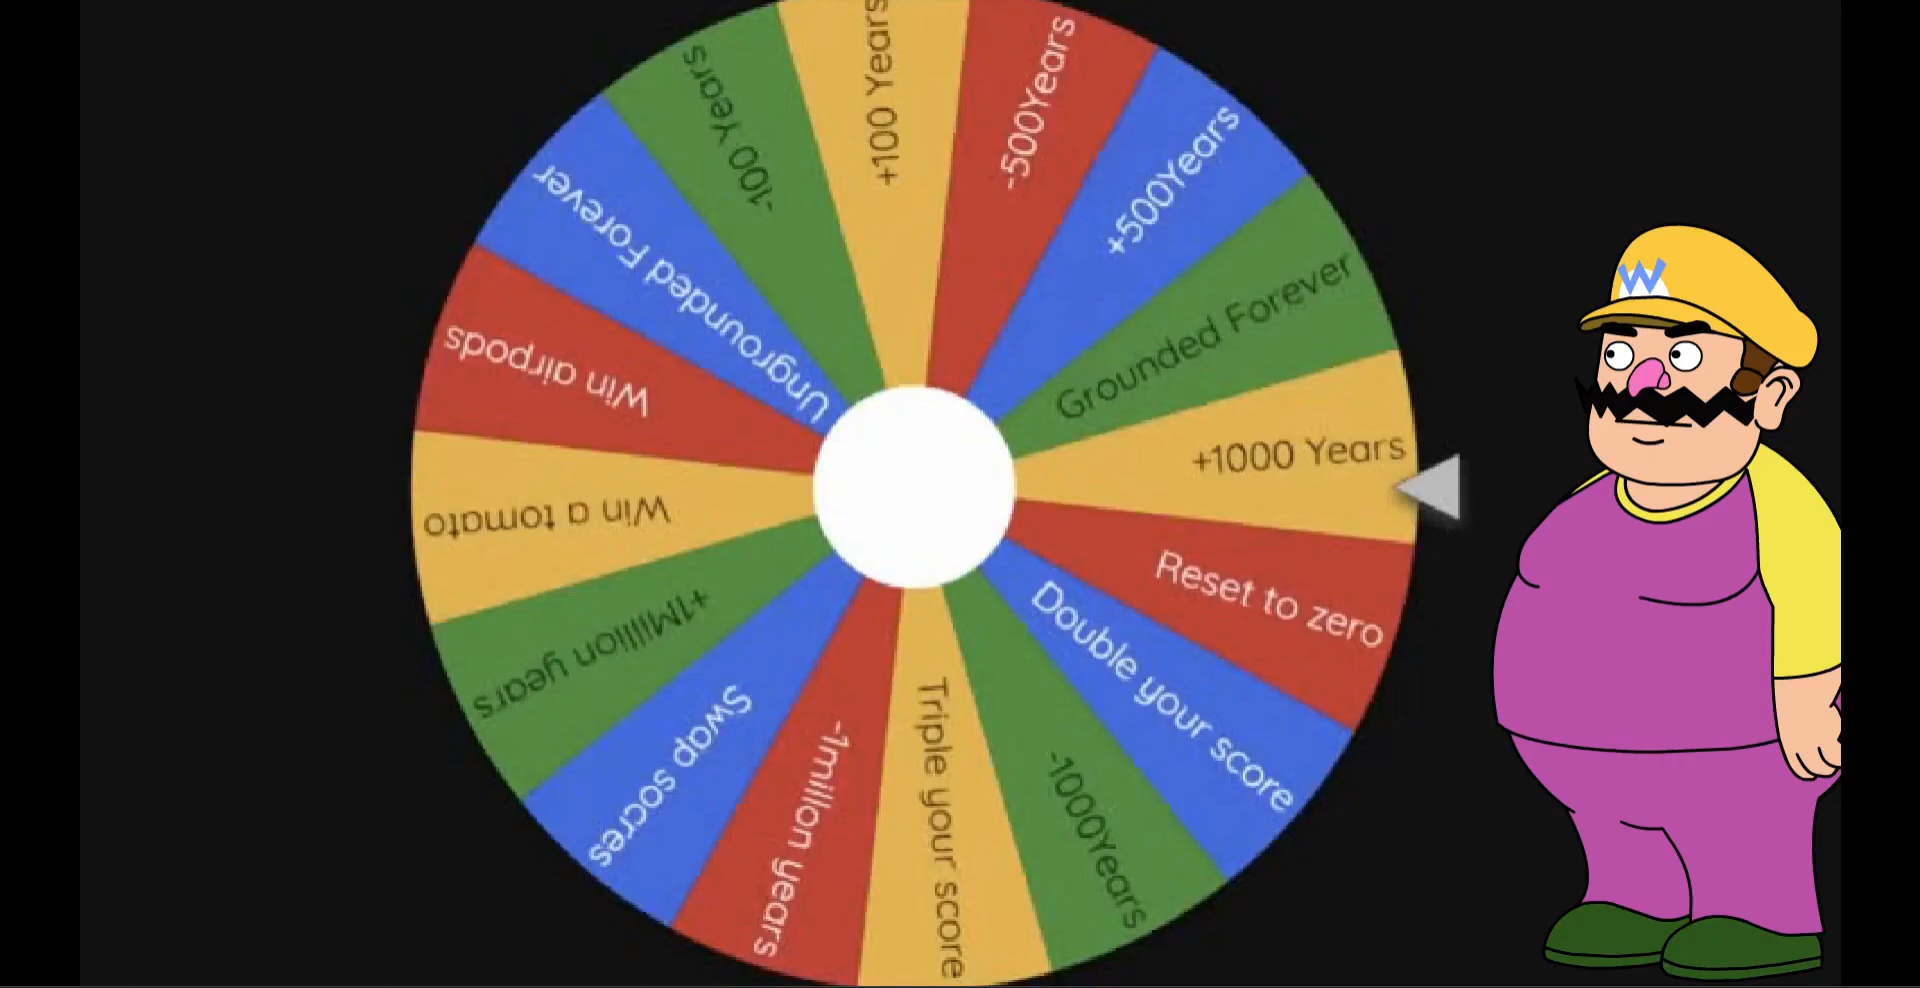 +100 Years
-500Years
+500Years
Grounded Forever
+1000 Years
Reset to zero
Double your score
-1000Years
Triple your score
-1million years
Swap socres
+1Million years
Win a tomato
Win airpods
Ungrounded Forever
-100 Years
W